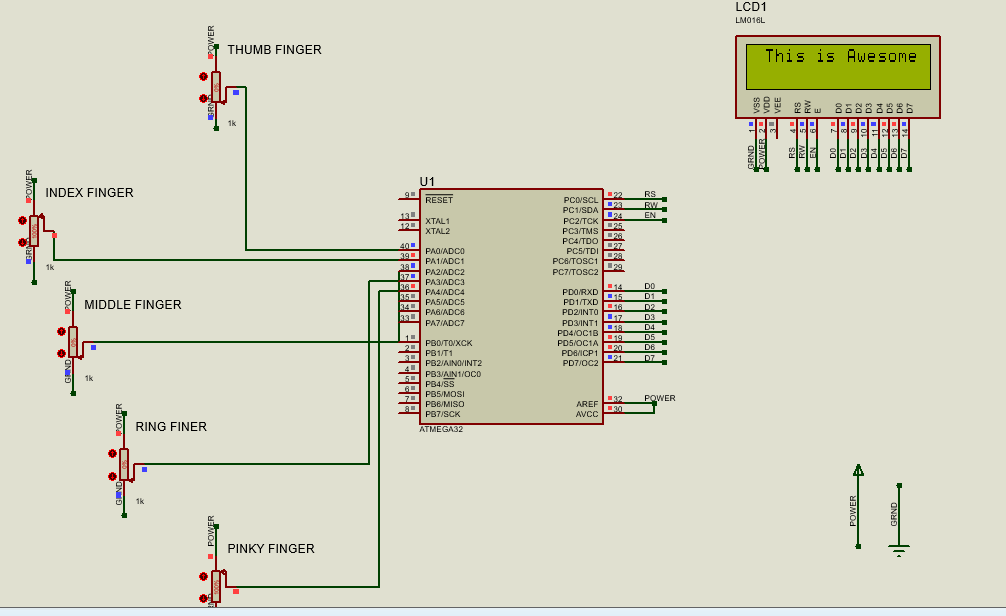 LCD1
LM016L
This is Awesome
VSS
VDD
VEE
RS
RW
E
D0
D1
D2
D3
D4
D5
D6
D7
1
2
3
4
5
6
7
8
9
10
11
12
13
14
GRND
POWER
RS
RW
EN
D0
D1
D2
D3
D4
D5
D6
D7
POWER
THUMB FINGER
0%
GRND
1k
POWER
INDEX FINGER
100%
1k
POWER
MIDDLE FINGER
0%
GRND
1k
POWER
RING FINER
0%
GRND
1k
POWER
PINKY FINGER
100%
U1
9 RESET
13 XTAL1
12 XTAL2
40 PA0/ADC0
39 PA1/ADC1
38 PA2/ADC2
37 PA3/ADC3
36 PA4/ADC4
35 PA5/ADC5
34 PA6/ADC6
33 PA7/ADC7
1 PB0/T0/XCK
2 PB1/T1
3 PB2/AIN0/INT2
4 PB3/AIN1/OC0
5 PB4/SS
6 PB5/MOSI
7 PB6/MISO
8 PB7/SCK
PC0/SCL 22 RS
PC1/SDA 23 RW
PC2/TCK 24 EN
PC3/TMS 25
PC4/TDO 26
PC5/TDI 27
PC6/TOSC1 28
PC7/TOSC2 29
PD0/RXD 14 D0
PD1/TXD 15 D1
PD2/INT0 16 D2
PD3/INT1 17 D3
PD4/OC1B 18 D4
PD5/OC1A 19 D5
PD6/ICP1 20 D6
PD7/OC2 21 D7
AREF 32 POWER
AVCC 30
ATMEGA32
POWER
GRND